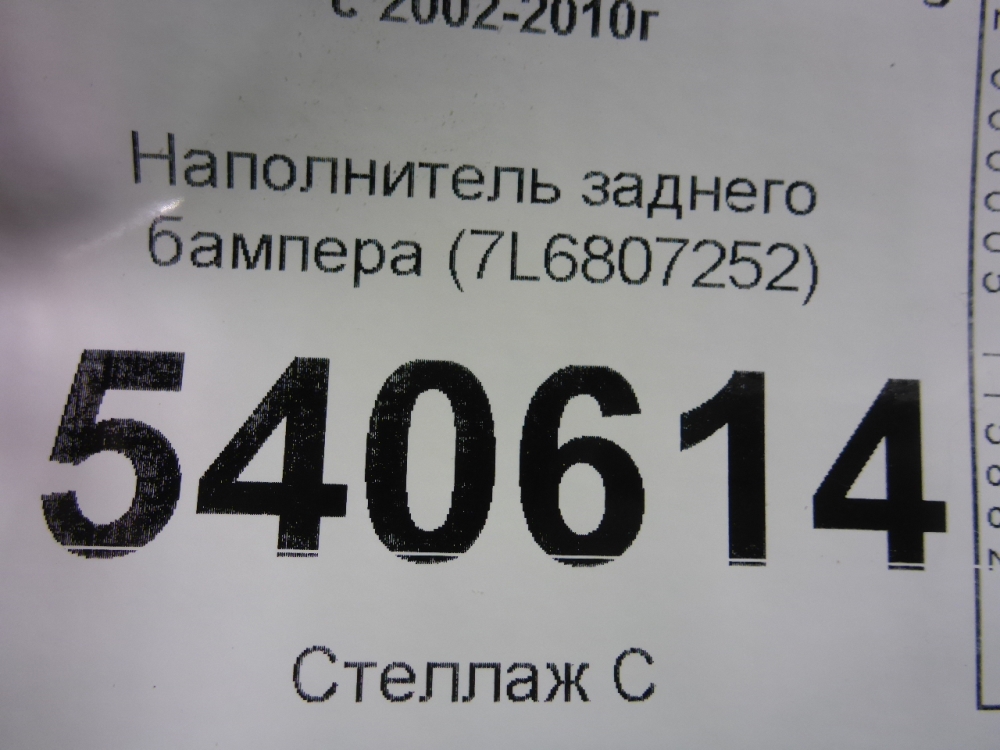 с 2002-2010г
Наполнитель заднего
бампера (7L6807252)
540614
Стеллаж С